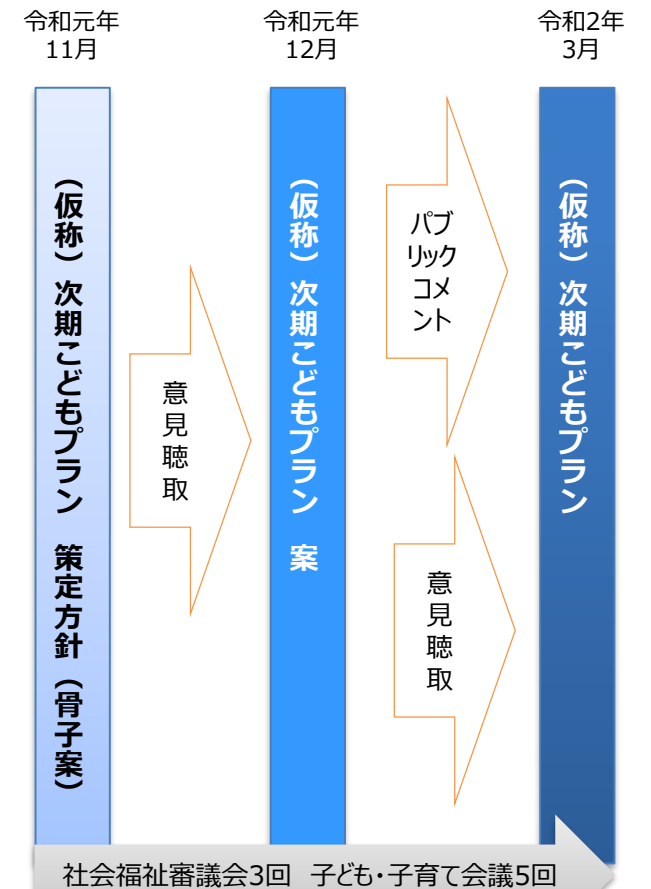 令和元年
11月
令和元年
12月
令和2年
3月
（仮称）次期こどもプラン　策定方針（骨子案）
意見聴取
（仮称）次期こどもプラン　案
パブ
リック
コメ
ント
意見聴取
（仮称）次期こどもプラン
社会福祉審議会3回　子ども・子育て会議5回